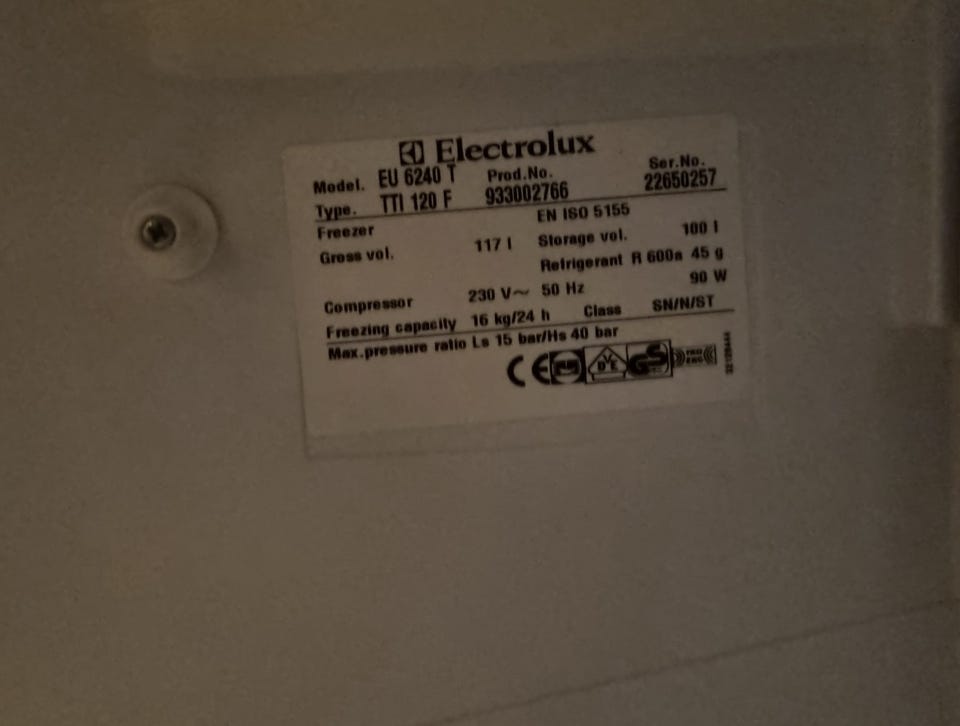 Electrolux
Model. EU 6240 T Prod.No. Ser.No.
Type. TTI 120 F 933002766 22650257
Freezer EN ISO 5155
Gross vol. 117 l Storage vol. 100 l
Refrigerant R 600a 45 g
Compressor 230 V~ 50 Hz 90 W
Freezing capacity 16 kg/24 h Class SN/N/ST
Max.pressure ratio Ls 15 bar/Hs 40 bar
CE VDE GS